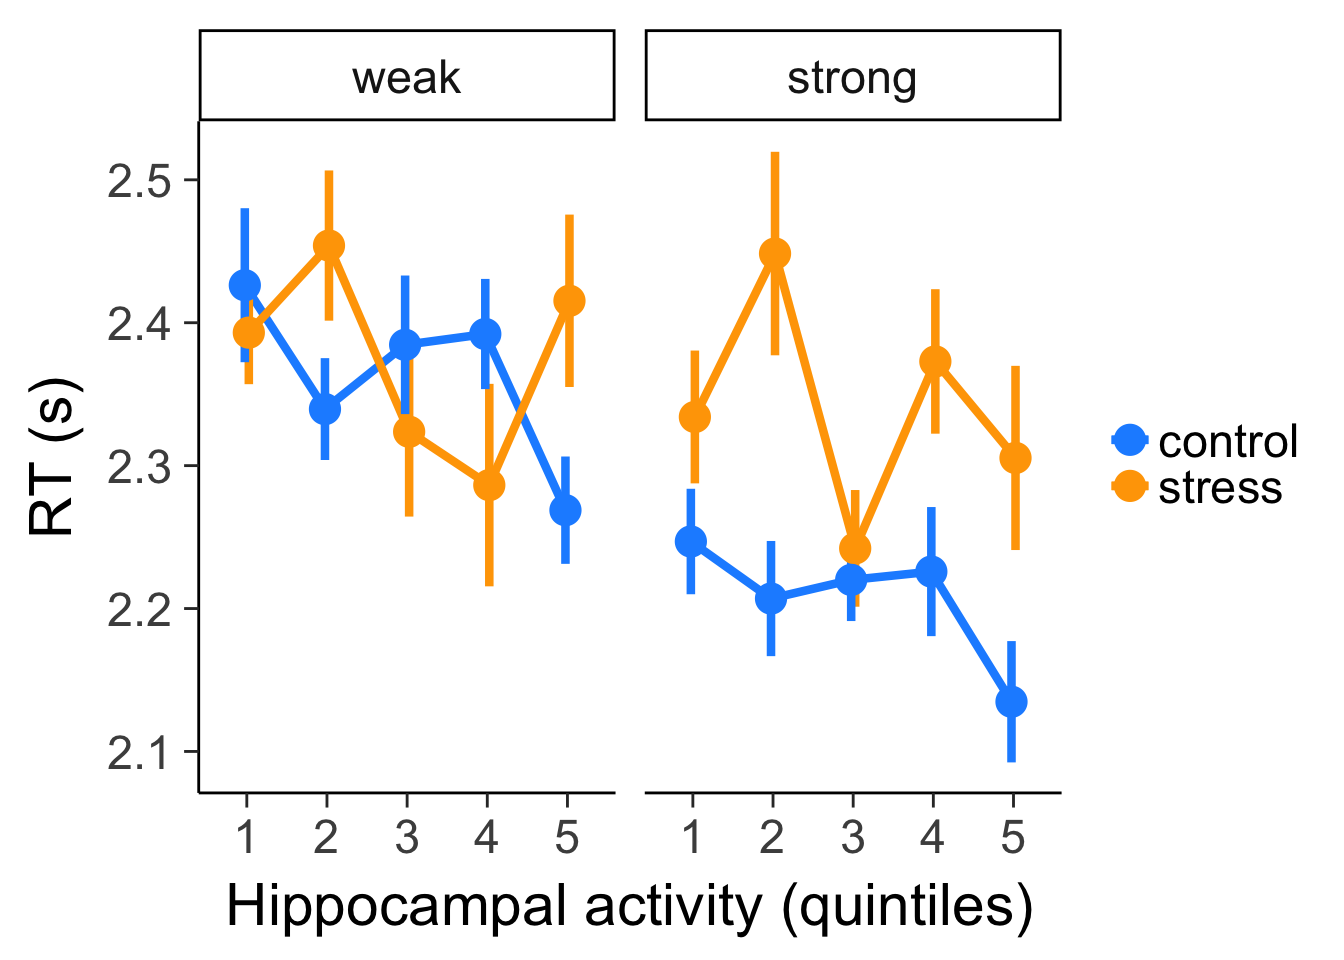 weak
strong
2.5
2.4
2.3
2.2
2.1
RT (s)
1 2 3 4 5
1 2 3 4 5
Hippocampal activity (quintiles)
control
stress